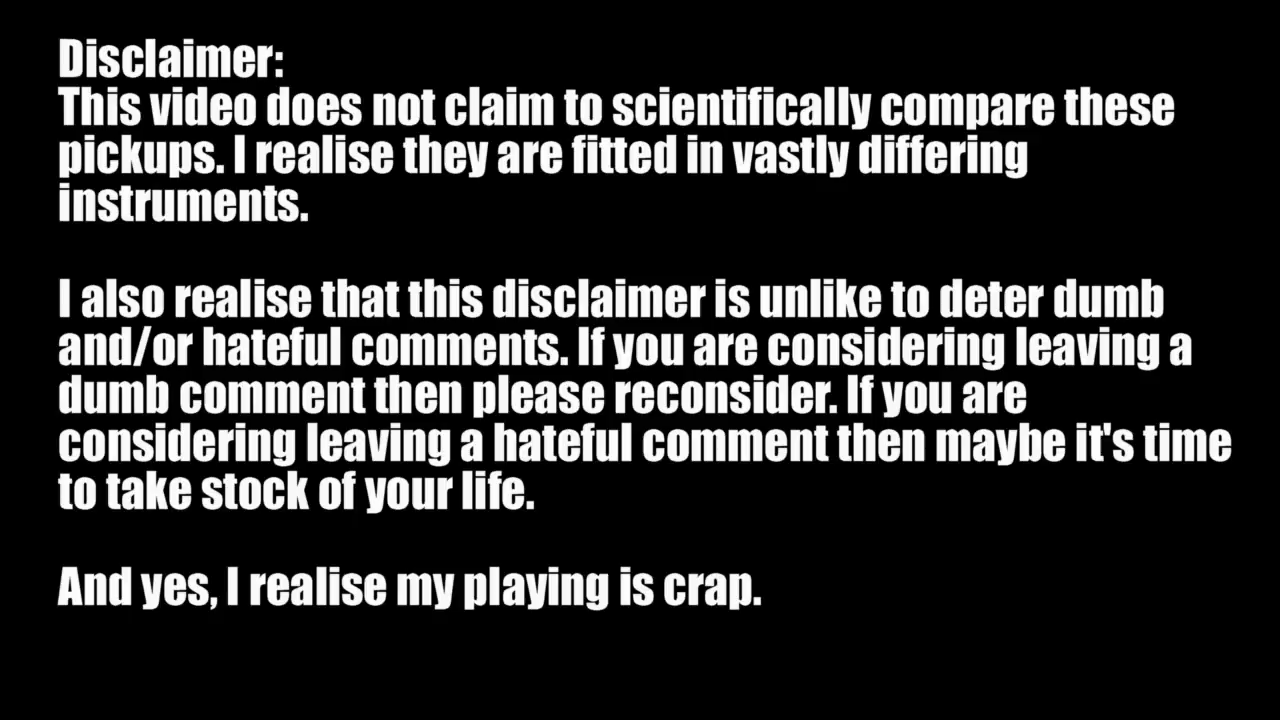 Disclaimer:
This video does not claim to scientifically compare these
pickups. I realise they are fitted in vastly differing
instruments.
I also realise that this disclaimer is unlike to deter dumb
and/or hateful comments. If you are considering leaving a
dumb comment then please reconsider. If you are
considering leaving a hateful comment then maybe it's time
to take stock of your life.
And yes, I realise my playing is crap.